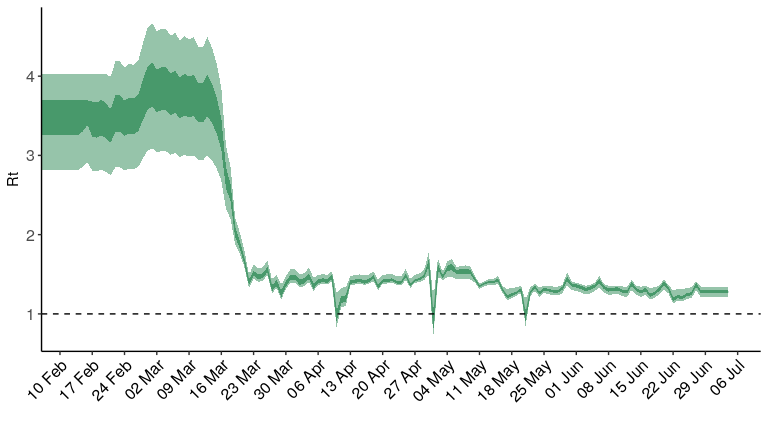 Rt
4
3
2
1
10 Feb
17 Feb
24 Feb
02 Mar
09 Mar
16 Mar
23 Mar
30 Mar
06 Apr
13 Apr
20 Apr
27 Apr
04 May
11 May
18 May
25 May
01 Jun
08 Jun
15 Jun
22 Jun
29 Jun
06 Jul